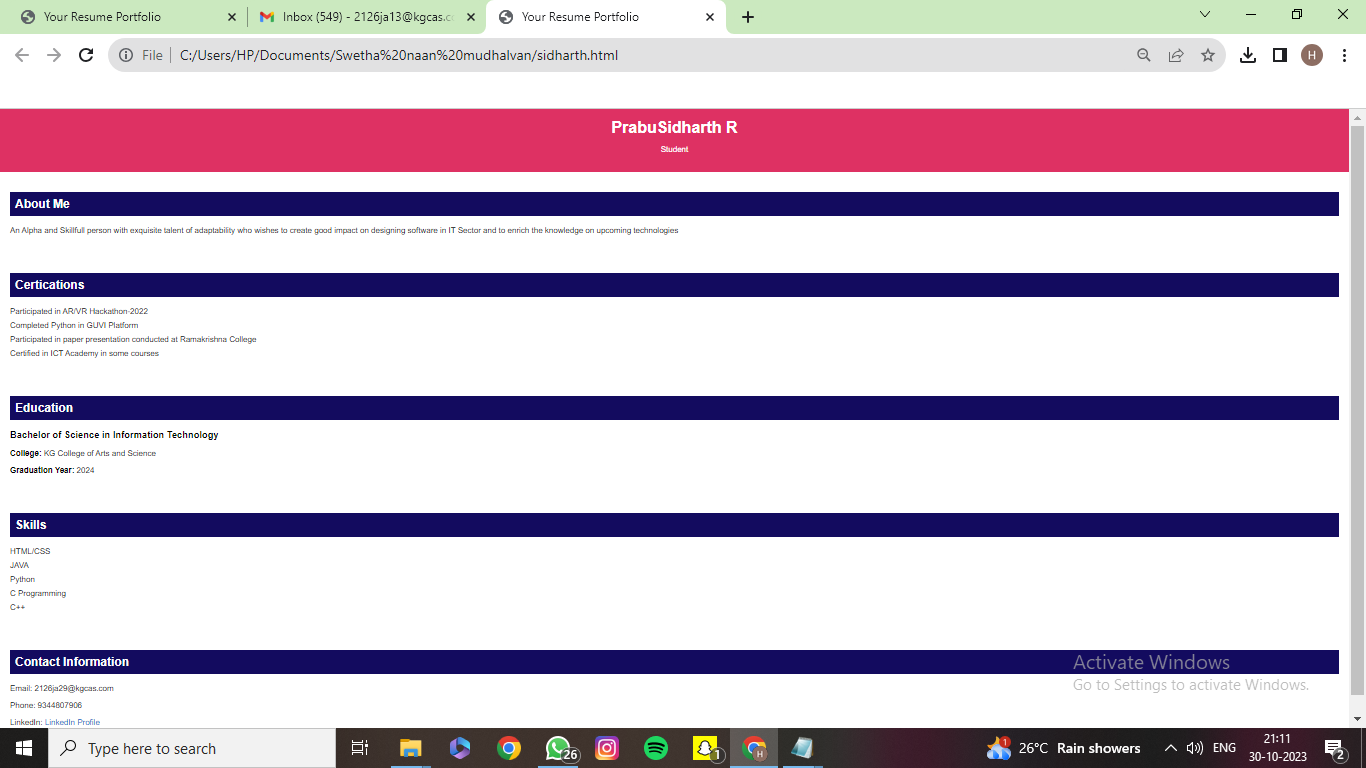 Your Resume Portfolio
Inbox (549) - 2126ja13@kgcas.c
Your Resume Portfolio
File
C:/Users/HP/Documents/Swetha%20naan%20mudhalvan/sidharth.html
H
PrabuSidharth R
Student
About Me
An Alpha and Skillfull person with exquisite talent of adaptability who wishes to create good impact on designing software in IT Sector and to enrich the knowledge on upcoming technologies
Certications
Participated in AR/VR Hackathon-2022
Completed Python in GUVI Platform
Participated in paper presentation conducted at Ramakrishna College
Certified in ICT Academy in some courses
Education
Bachelor of Science in Information Technology
College: KG College of Arts and Science
Graduation Year: 2024
Skills
HTML/CSS
JAVA
Python
C Programming
C++
Contact Information
Email: 2126ja29@kgcas.com
Phone: 9344807906
LinkedIn: LinkedIn Profile
Activate Windows
Go to Settings to activate Windows.
Type here to search
26
1
H
1
26°C Rain showers
ENG
21:11
30-10-2023
2